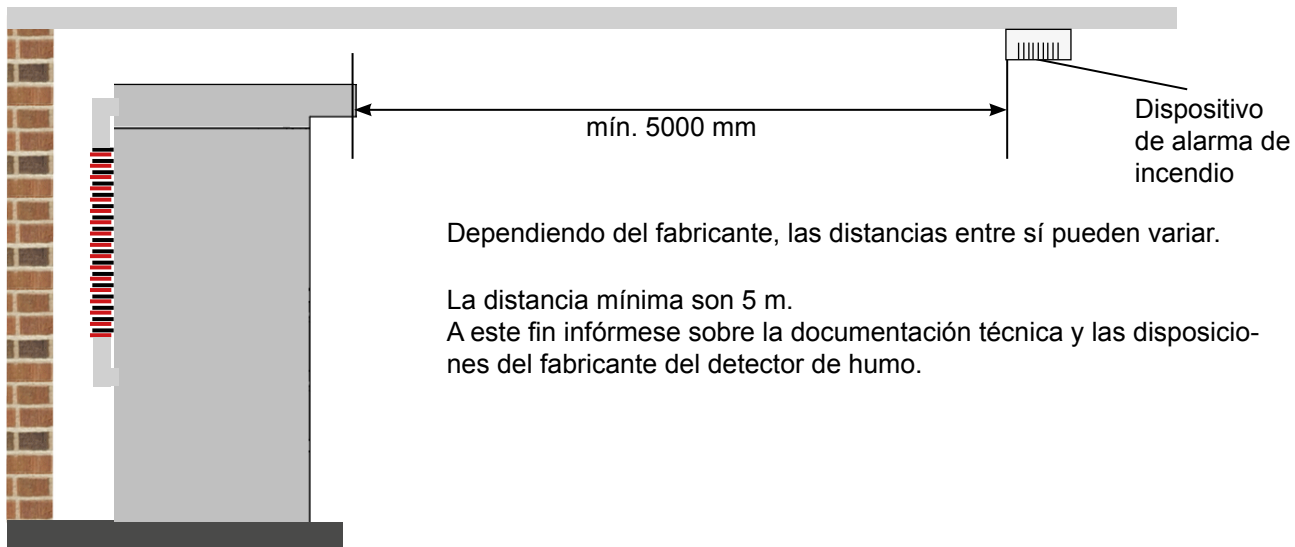 mín. 5000 mm
Dispositivo
de alarma de
incendio
Dependiendo del fabricante, las distancias entre sí pueden variar.
La distancia mínima son 5 m.
A este fin infórmese sobre la documentación técnica y las disposicio-
nes del fabricante del detector de humo.